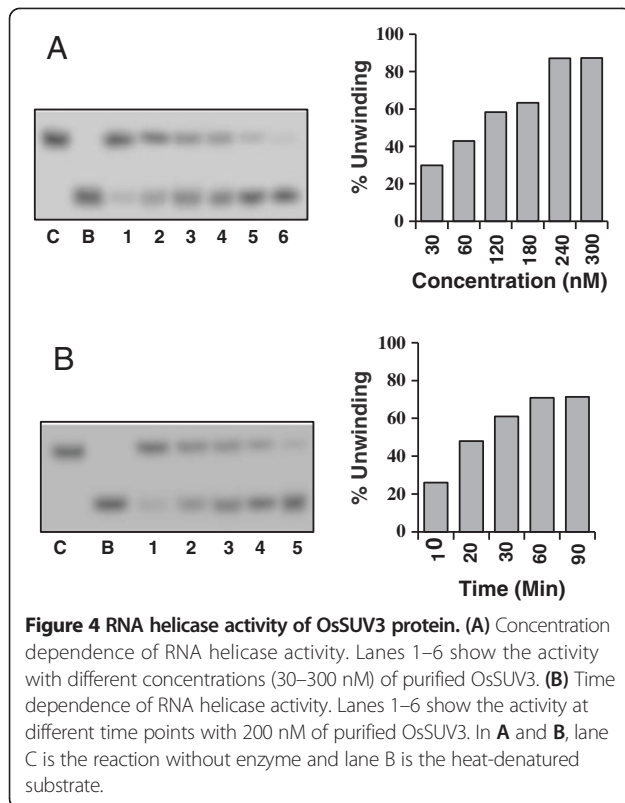 A
C B 1 2 3 4 5 6
% Unwinding
100
80
60
40
20
0
30 60 120 180 240 300
Concentration (nM)
B
C B 1 2 3 4 5
% Unwinding
100
80
60
40
20
0
10 20 30 60 90
Time (Min)
Figure 4 RNA helicase activity of OsSUV3 protein. (A) Concentration
dependence of RNA helicase activity. Lanes 1–6 show the activity
with different concentrations (30–300 nM) of purified OsSUV3. (B) Time
dependence of RNA helicase activity. Lanes 1–6 show the activity at
different time points with 200 nM of purified OsSUV3. In A and B, lane
C is the reaction without enzyme and lane B is the heat-denatured
substrate.